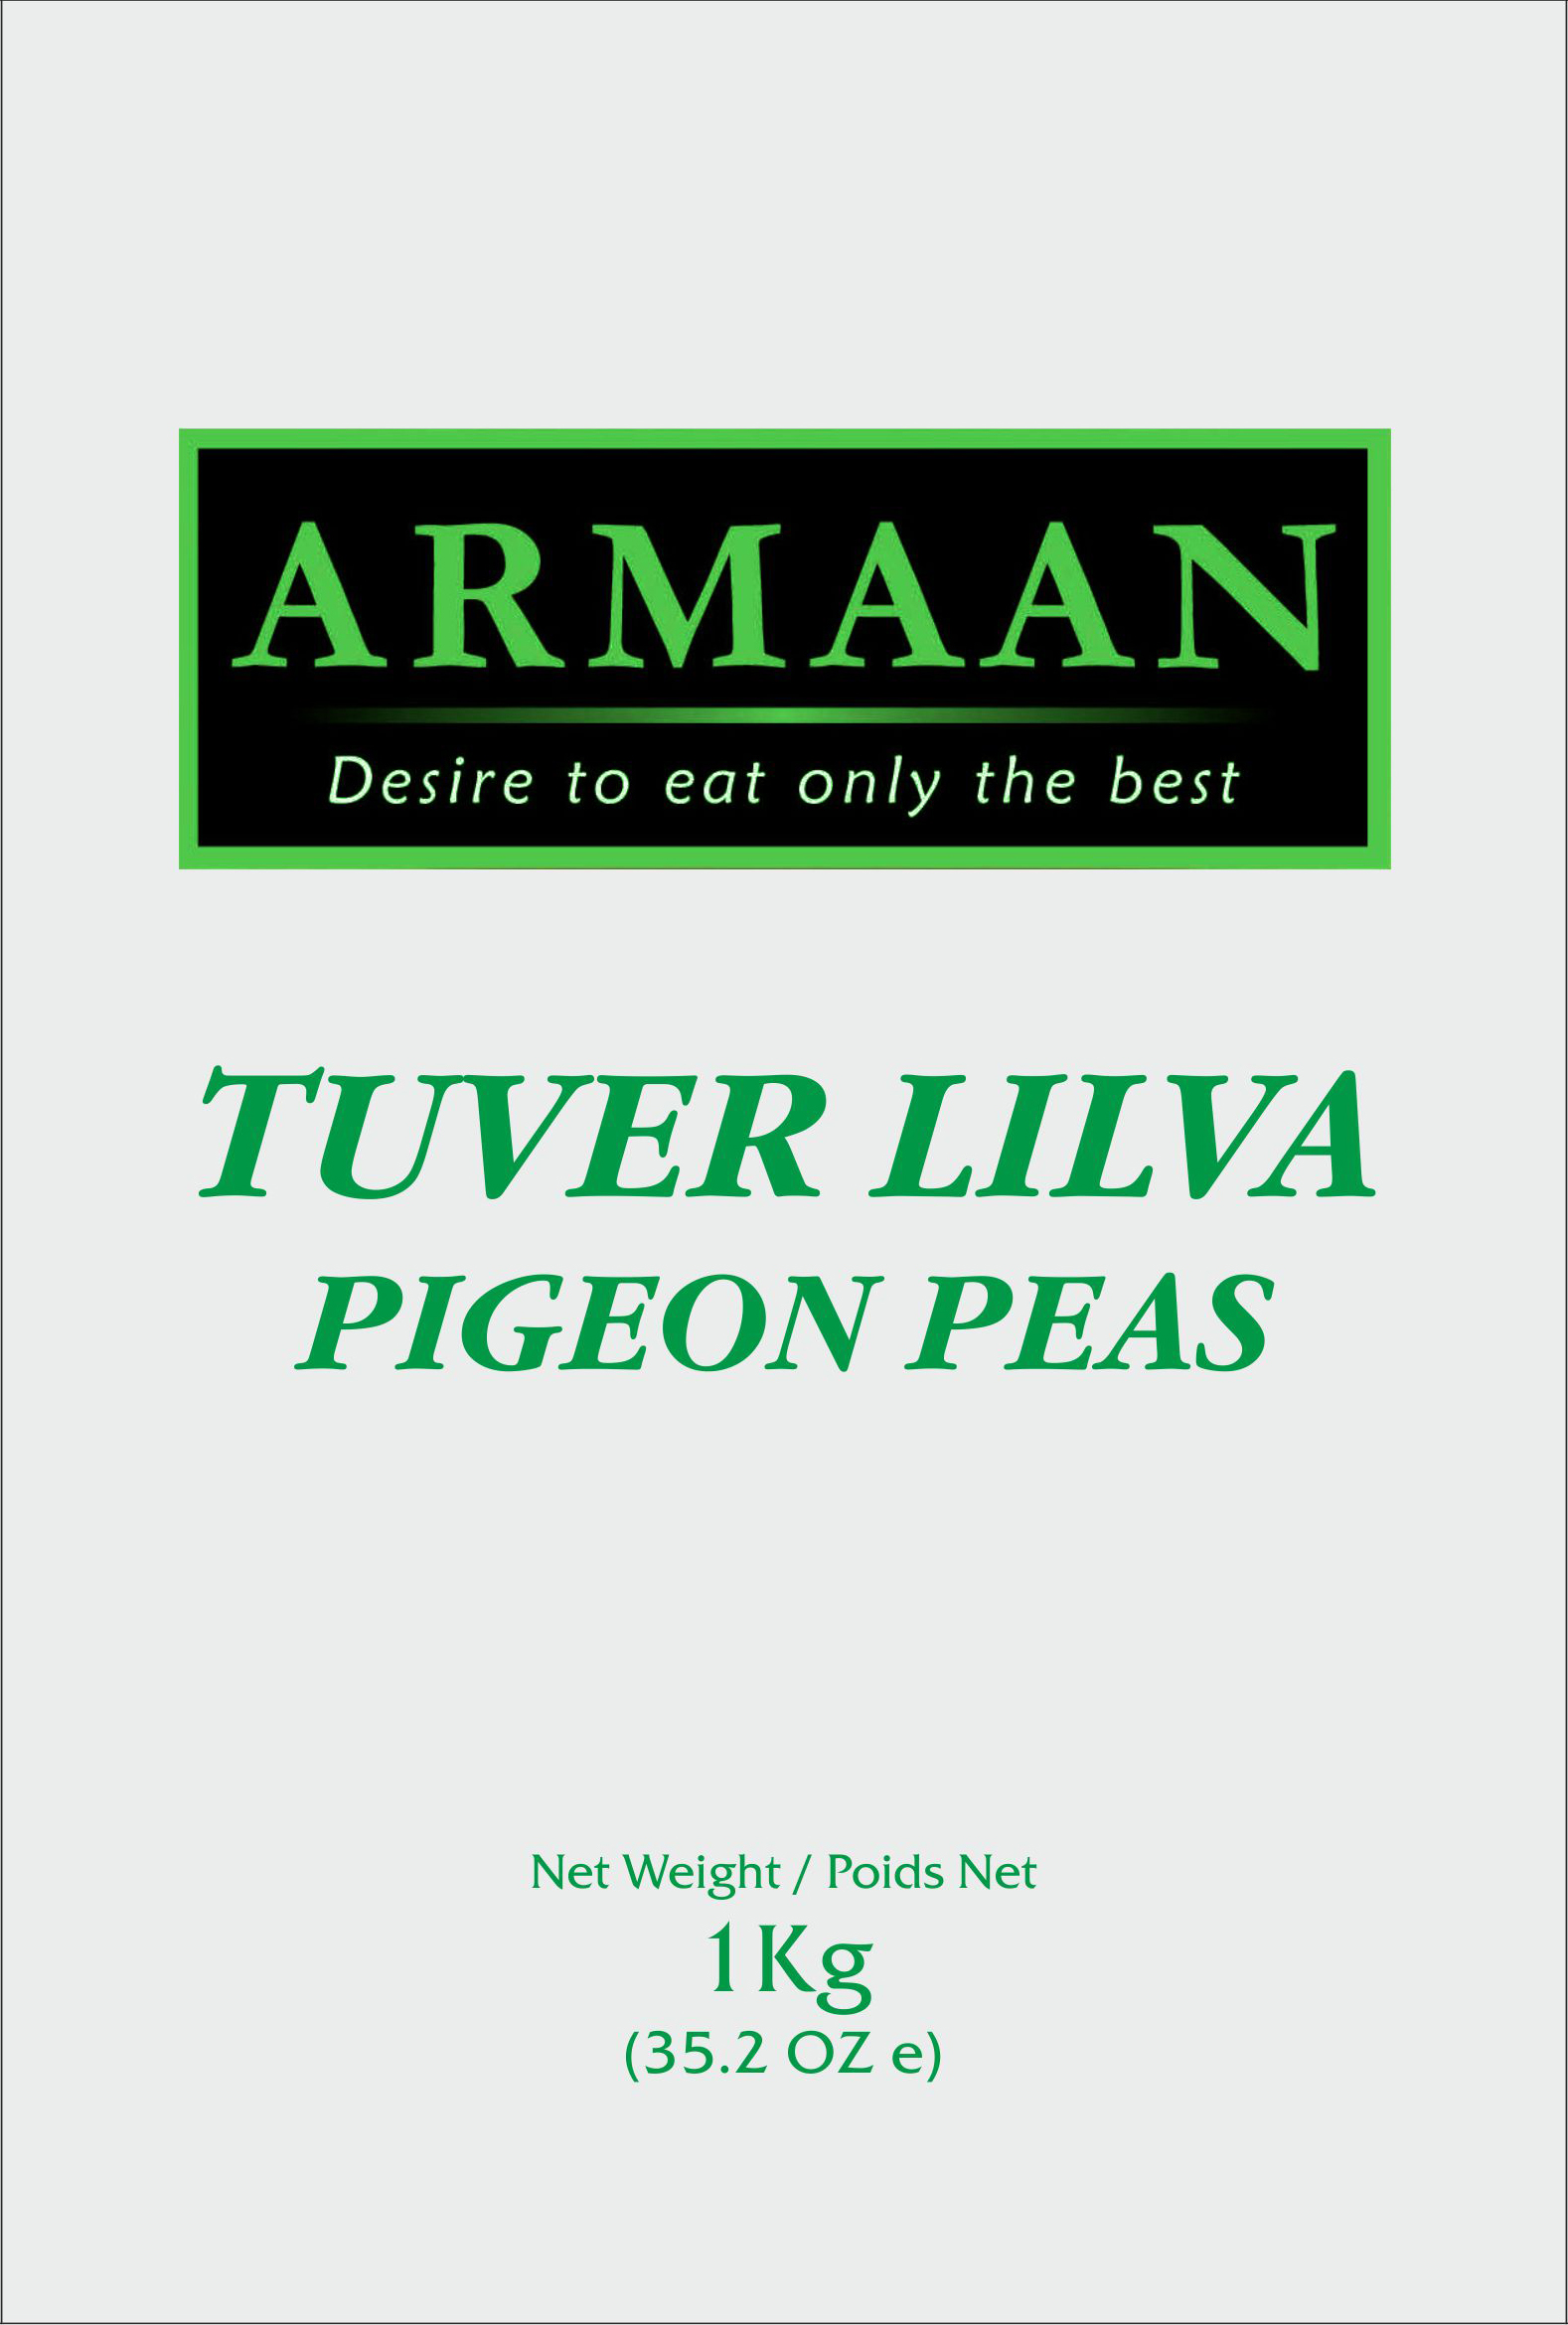 ARMAAN
Desire to eat only the best
TUVER LILVA
PIGEON PEAS
Net Weight / Poids Net
1Kg
(35.2 OZ e)